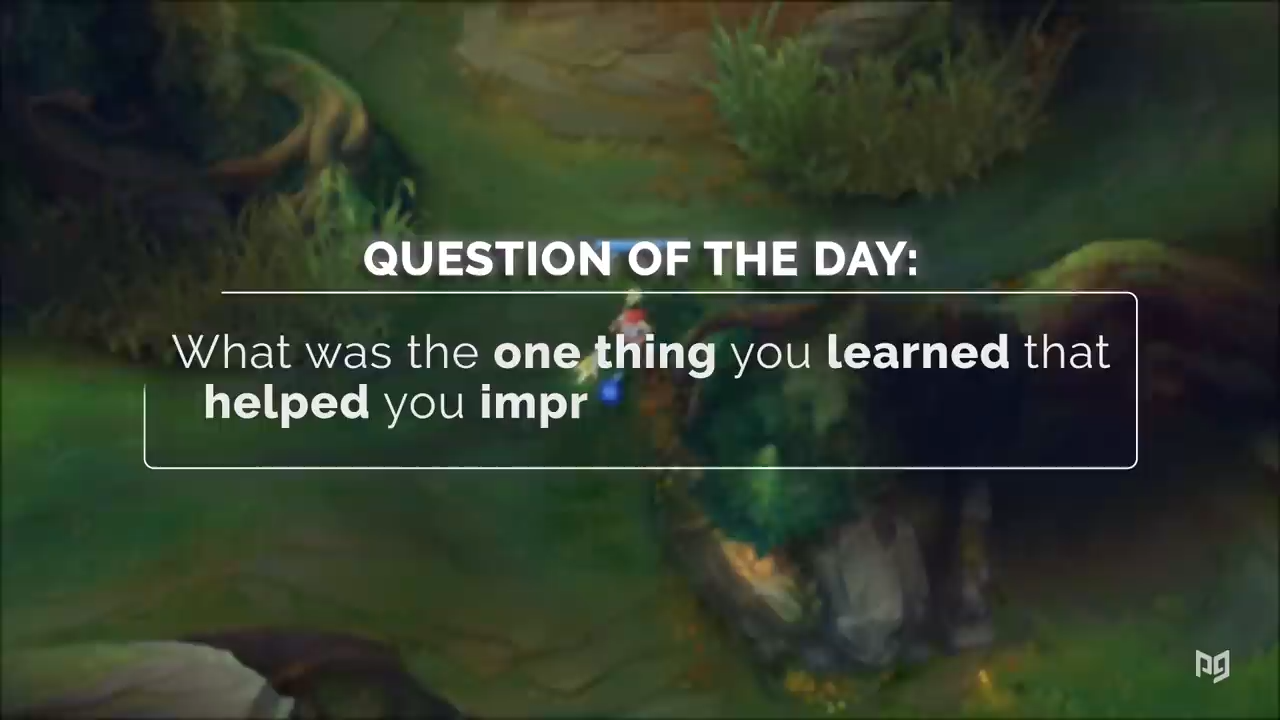 QUESTION OF THE DAY:
What was the one thing you learned that
helped you impr